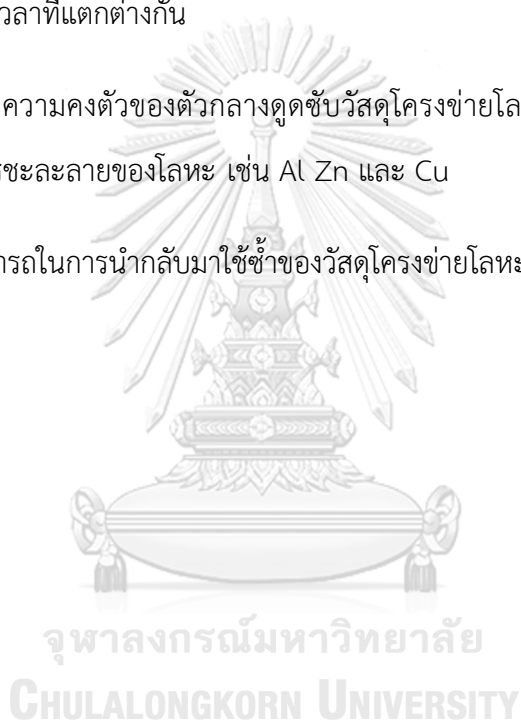 วลาที่แตกต่างกัน
ความคงตัวของตัวกลางดูดซับวัสดุโครงข่ายโล
ชะละลายของโลหะ เช่น Al Zn และ Cu
ารถในการนำกลับมาใช้ซ้ำของวัสดุโครงข่ายโลหะ
จุฬาลงกรณ์มหาวิทยาลัย
CHULALONGKORN UNIVERSITY